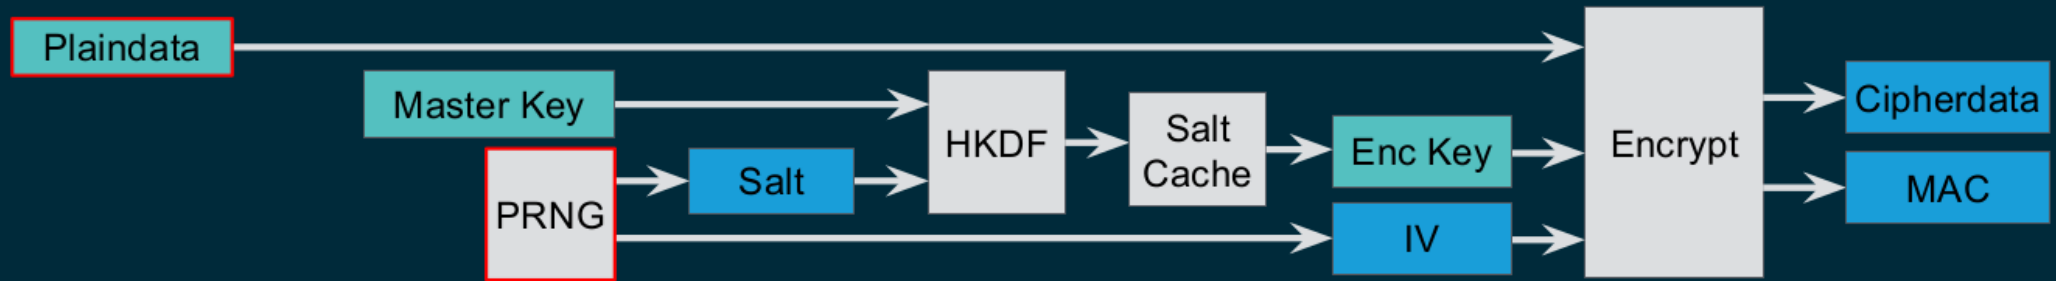 Plaindata
Master Key
PRNG
Salt
HKDF
Salt
Cache
Enc Key
IV
Encrypt
Cipherdata
MAC